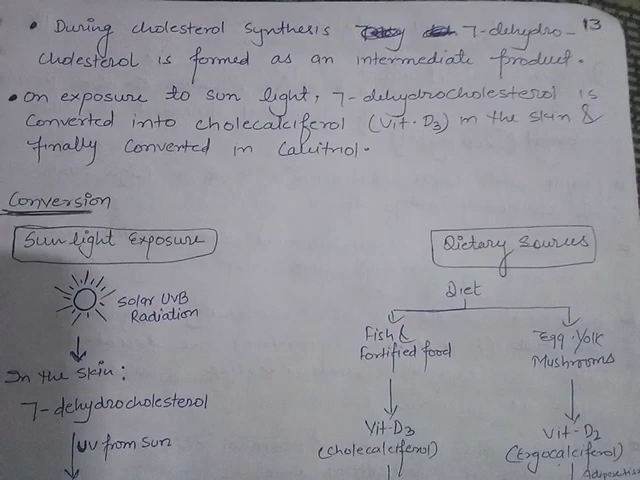 13
• During cholesterol synthesis 7-dehydro-
cholesterol is formed as an intermediate product.
• On exposure to sun light, 7-dehydrocholesterol is
converted into cholecalciferol (Vit-D3) in the skin &
finally converted in Calcitriol.
Conversion
Sun light Exposure
Dietary Sources
Solar UVB
Radiation
Diet
Fish &
Fortified food
Egg-Yolk
Mushrooms
In the skin:
7-dehydrocholesterol
UV from Sun
Vit-D3
(cholecalciferol)
Vit-D2
(Ergocalciferol)